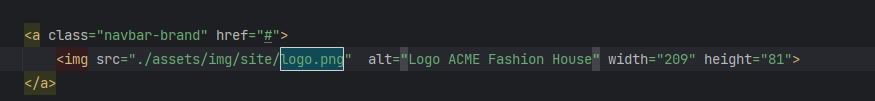 <a class="navbar-brand" href="#">
<img src="./assets/img/site/logo.png"  alt="Logo ACME Fashion House" width="209" height="81">
</a>